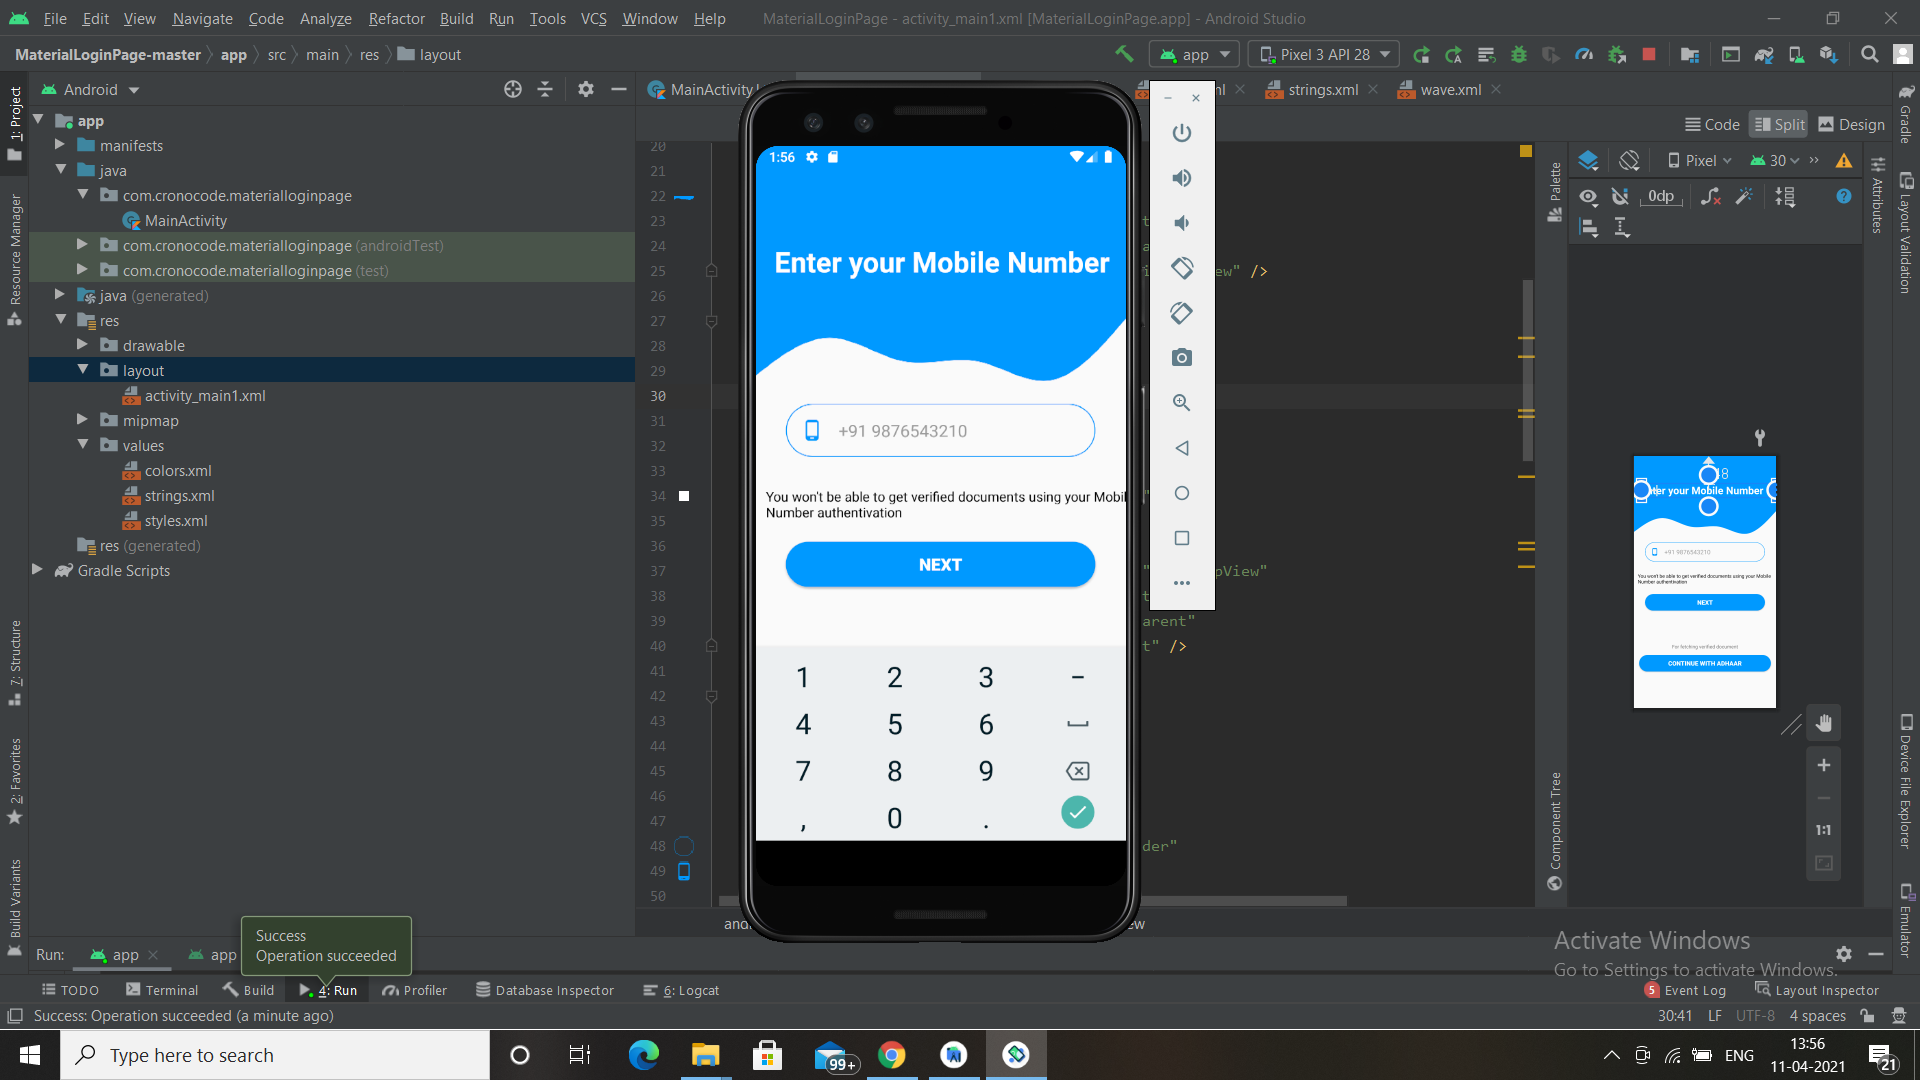 File Edit View Navigate Code Analyze Refactor Build Run Tools VCS Window Help MaterialLoginPage - activity_main1.xml [MaterialLoginPage.app] - Android Studio
MaterialLoginPage-master app src main res layout
app Pixel 3 API 28
Android
MainActivity
strings.xml
wave.xml
Code Split Design
Pixel 30
0dp
1: Project
Resource Manager
7: Structure
2: Favorites
Build Variants
app
manifests
java
com.cronocode.materialloginpage
MainActivity
com.cronocode.materialloginpage (androidTest)
com.cronocode.materialloginpage (test)
java (generated)
res
drawable
layout
activity_main1.xml
mipmap
values
colors.xml
strings.xml
styles.xml
res (generated)
Gradle Scripts
20
21
22
23
24
25
26
27
28
29
30
31
32
33
34
35
36
37
38
39
40
41
42
43
44
45
46
47
48
49
50
ew" />
pView"
arent"
t" />
der"
1:56
Enter your Mobile Number
+91 9876543210
You won't be able to get verified documents using your Mobil
Number authentivation
NEXT
1 2 3 -
4 5 6
7 8 9
, 0 .
Palette
Component Tree
Attributes
Gradle
Layout Validation
Device File Explorer
Emulator
Enter your Mobile Number
+91 9876543210
You won't be able to get verified documents using your Mobile
Number authentivation
NEXT
For fetching verified document
CONTINUE WITH ADHAAR
1:1
Run: app app
Success
Operation succeeded
Activate Windows
Go to Settings to activate Windows.
TODO Terminal Build 4: Run Profiler Database Inspector 6: Logcat 5 Event Log Layout Inspector
Success: Operation succeeded (a minute ago) 30:41 LF UTF-8 4 spaces
Type here to search
99+
ENG
13:56
11-04-2021
21